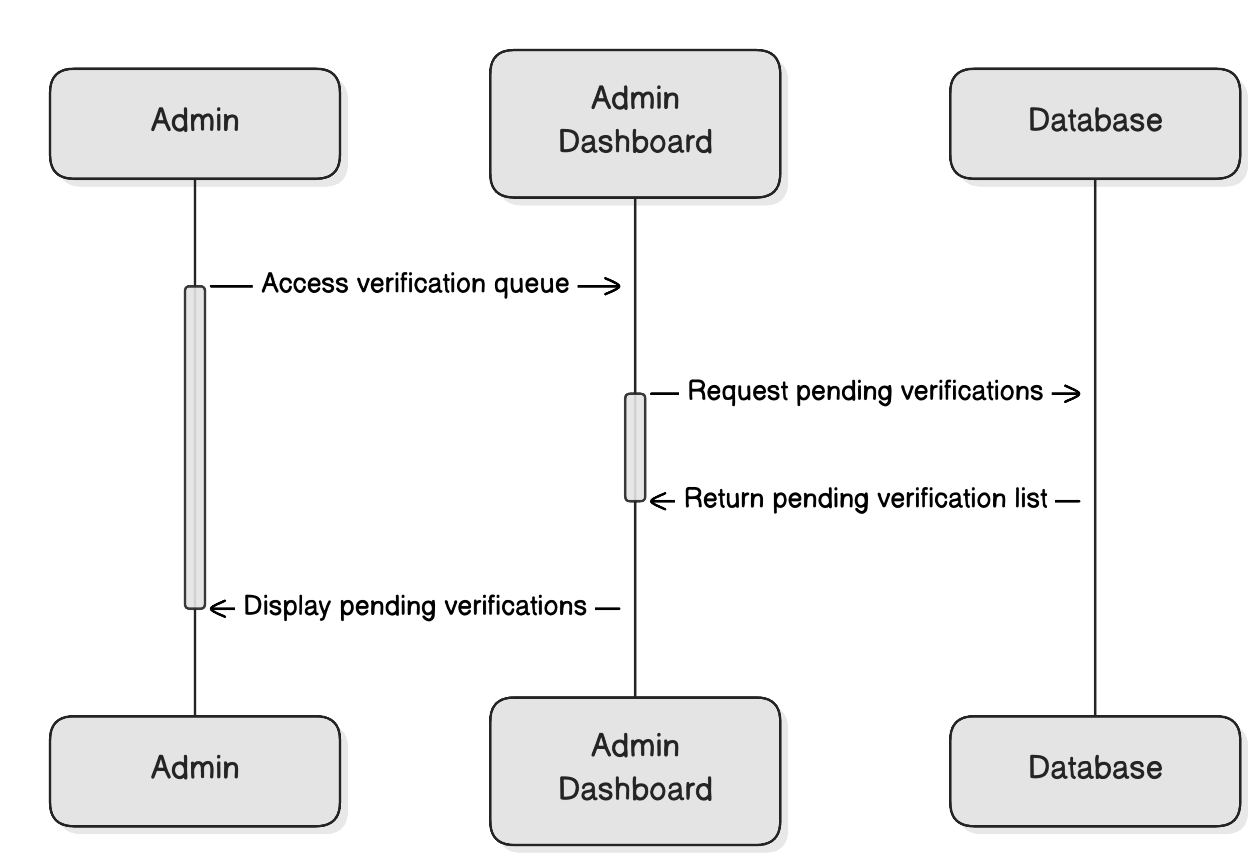 Admin
Admin
Dashboard
Database
Access verification queue
Request pending verifications
Return pending verification list
Display pending verifications
Admin
Admin
Dashboard
Database